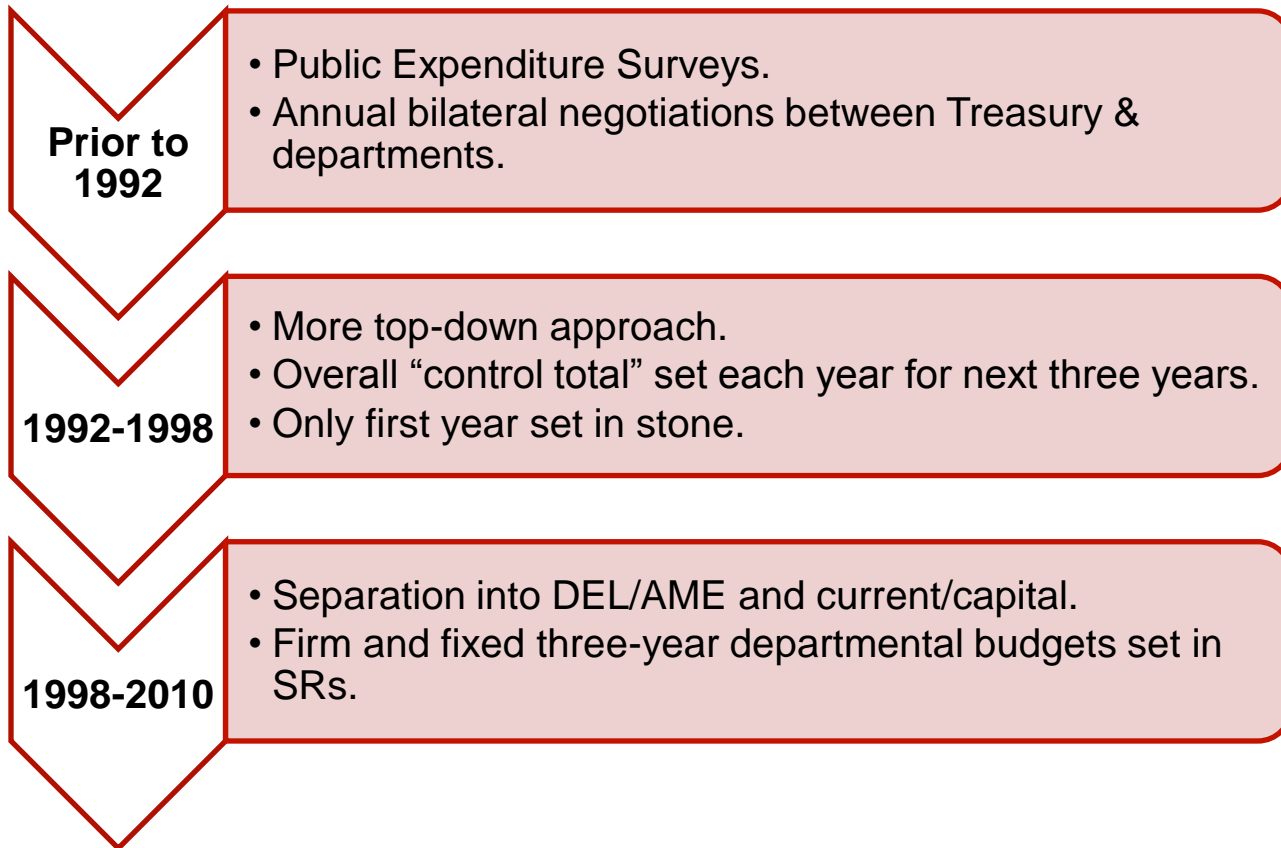 Prior to
1992
• Public Expenditure Surveys.
• Annual bilateral negotiations between Treasury &
departments.
1992-1998
• More top-down approach.
• Overall “control total” set each year for next three years.
• Only first year set in stone.
1998-2010
• Separation into DEL/AME and current/capital.
• Firm and fixed three-year departmental budgets set in
SRs.